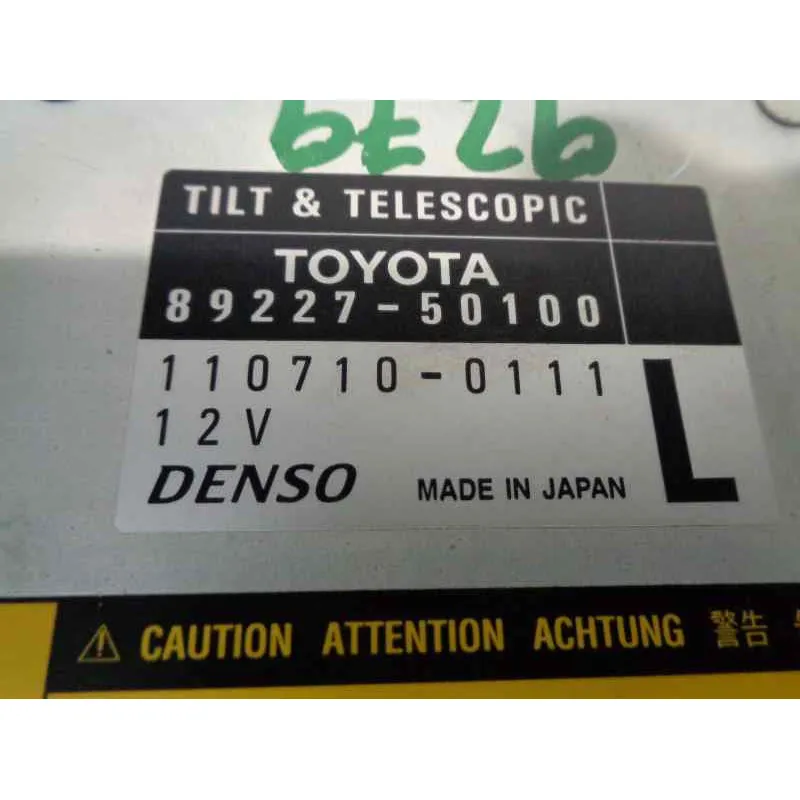 TILT & TELESCOPIC
TOYOTA
89227-50100
110710-0111
12V
DENSO MADE IN JAPAN L
CAUTION ATTENTION ACHTUNG 警告